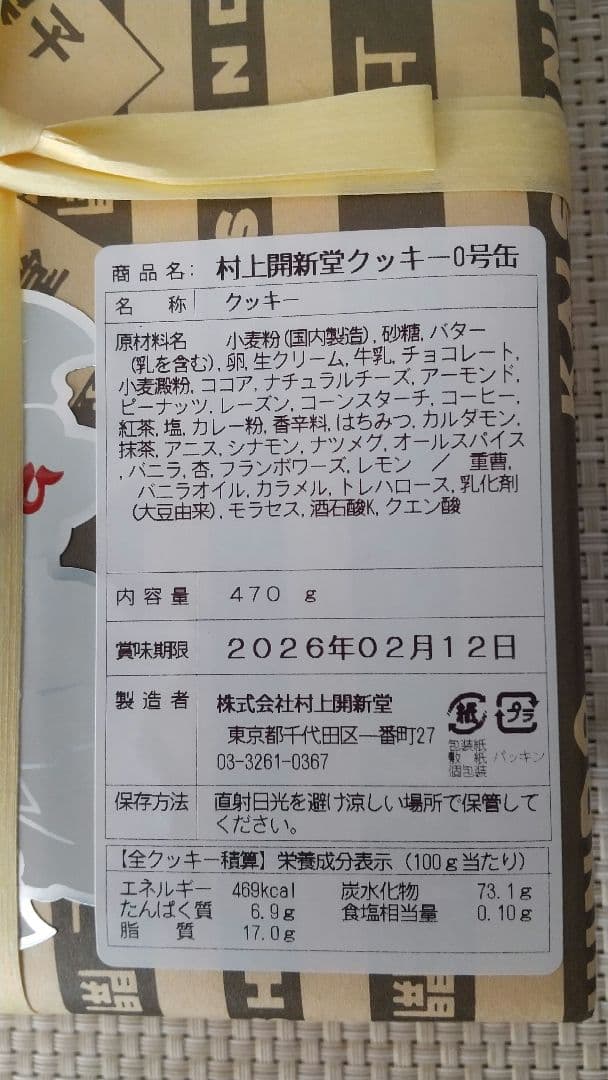 商品名: 村上開新堂クッキー0号缶
名称 クッキー
原材料名 小麦粉(国内製造), 砂糖, バター
(乳を含む), 卵, 生クリーム, 牛乳, チョコレート,
小麦澱粉, ココア, ナチュラルチーズ, アーモンド,
ピーナッツ, レーズン, コーンスターチ, コーヒー,
紅茶, 塩, カレー粉, 香辛料, はちみつ, カルダモン,
抹茶, アニス, シナモン, ナツメグ, オールスパイス
, バニラ, 杏, フランボワーズ, レモン / 重曹,
バニラオイル, カラメル, トレハロース, 乳化剤
(大豆由来), モラセス, 酒石酸K, クエン酸
内容量 470 g
賞味期限 2026年02月12日
製造者 株式会社村上開新堂
東京都千代田区一番町27
03-3261-0367
紙 プラ
包装紙
敷紙 パッキン
個包装
保存方法 直射日光を避け涼しい場所で保管して
ください。
【全クッキー積算】栄養成分表示(100g当たり)
エネルギー 469kcal 炭水化物 73.1g
たんぱく質 6.9g 食塩相当量 0.10g
脂質 17.0g